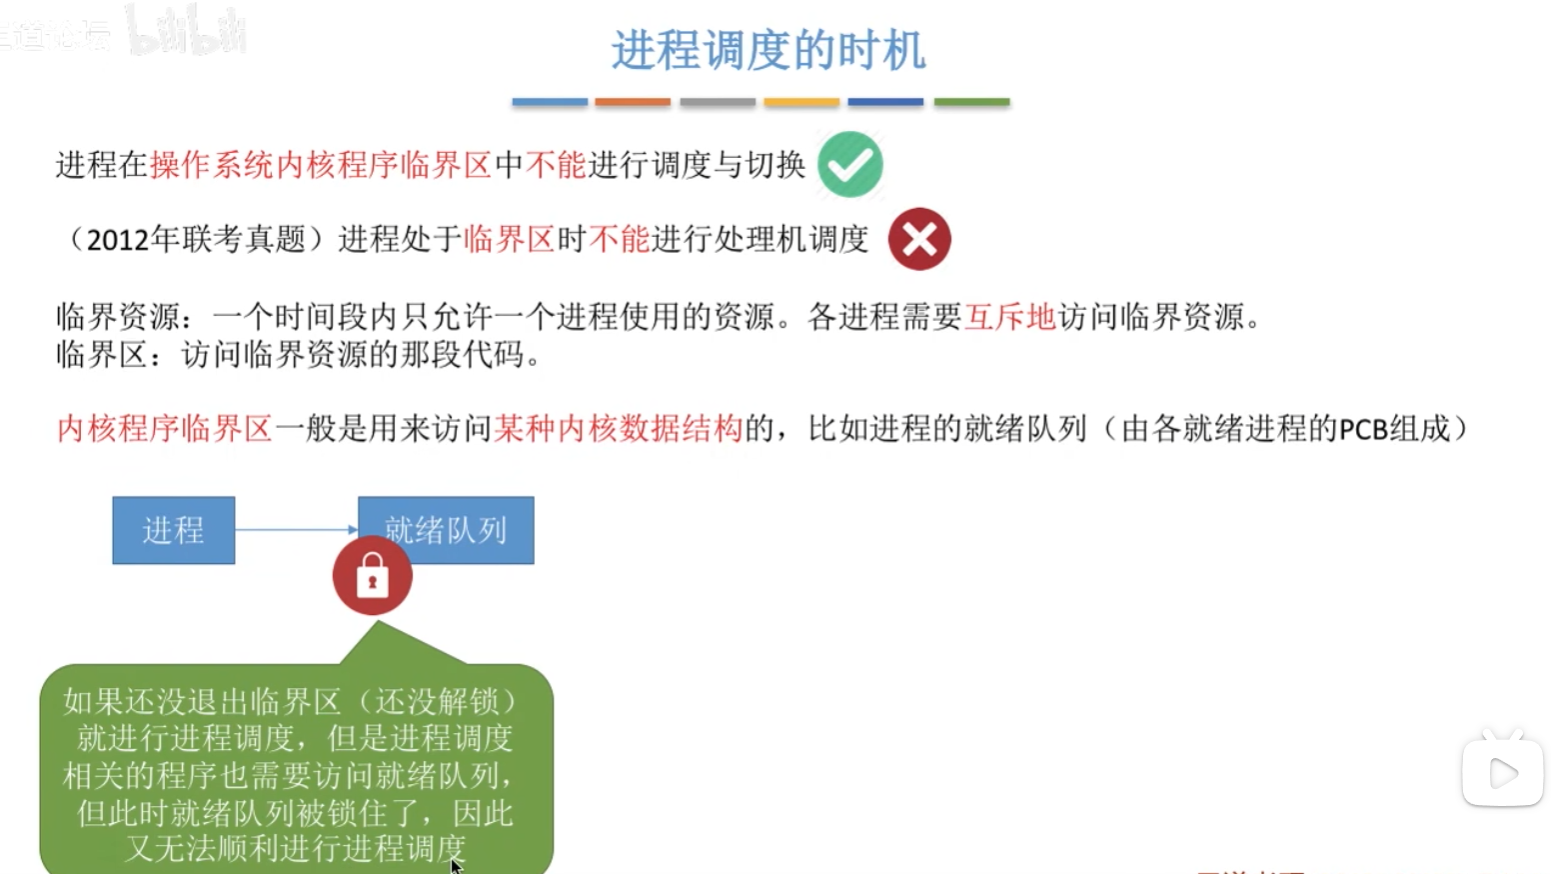 道论坛 bilibili
进程调度的时机
进程在操作系统内核程序临界区中不能进行调度与切换
（2012年联考真题）进程处于临界区时不能进行处理机调度
临界资源：一个时间段内只允许一个进程使用的资源。各进程需要互斥地访问临界资源。
临界区：访问临界资源的那段代码。
内核程序临界区一般是用来访问某种内核数据结构的，比如进程的就绪队列（由各就绪进程的PCB组成）
进程
就绪队列
如果还没退出临界区（还没解锁）
就进行进程调度，但是进程调度
相关的程序也需要访问就绪队列，
但此时就绪队列被锁住了，因此
又无法顺利进行进程调度